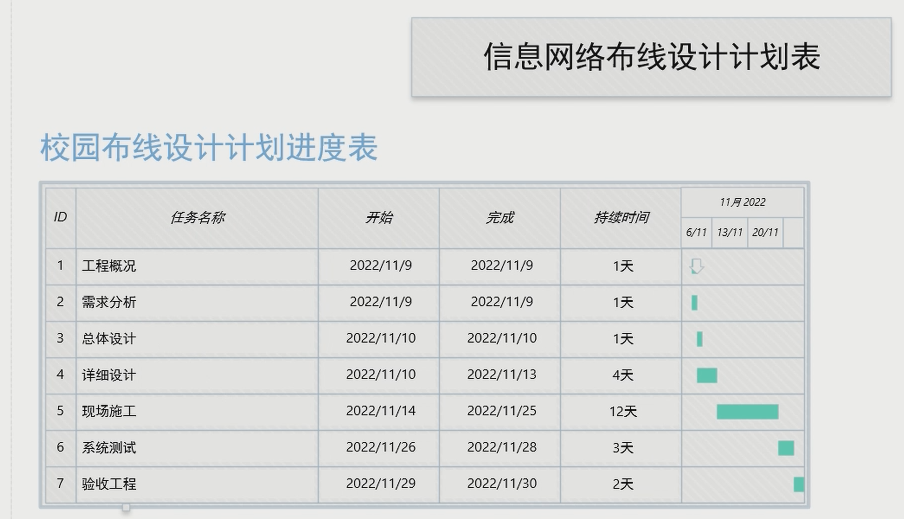 信息网络布线设计计划表
校园布线设计计划进度表
ID 任务名称 开始 完成 持续时间 11月 2022
6/11 13/11 20/11
1 工程概况 2022/11/9 2022/11/9 1天
2 需求分析 2022/11/9 2022/11/9 1天
3 总体设计 2022/11/10 2022/11/10 1天
4 详细设计 2022/11/10 2022/11/13 4天
5 现场施工 2022/11/14 2022/11/25 12天
6 系统测试 2022/11/26 2022/11/28 3天
7 验收工程 2022/11/29 2022/11/30 2天